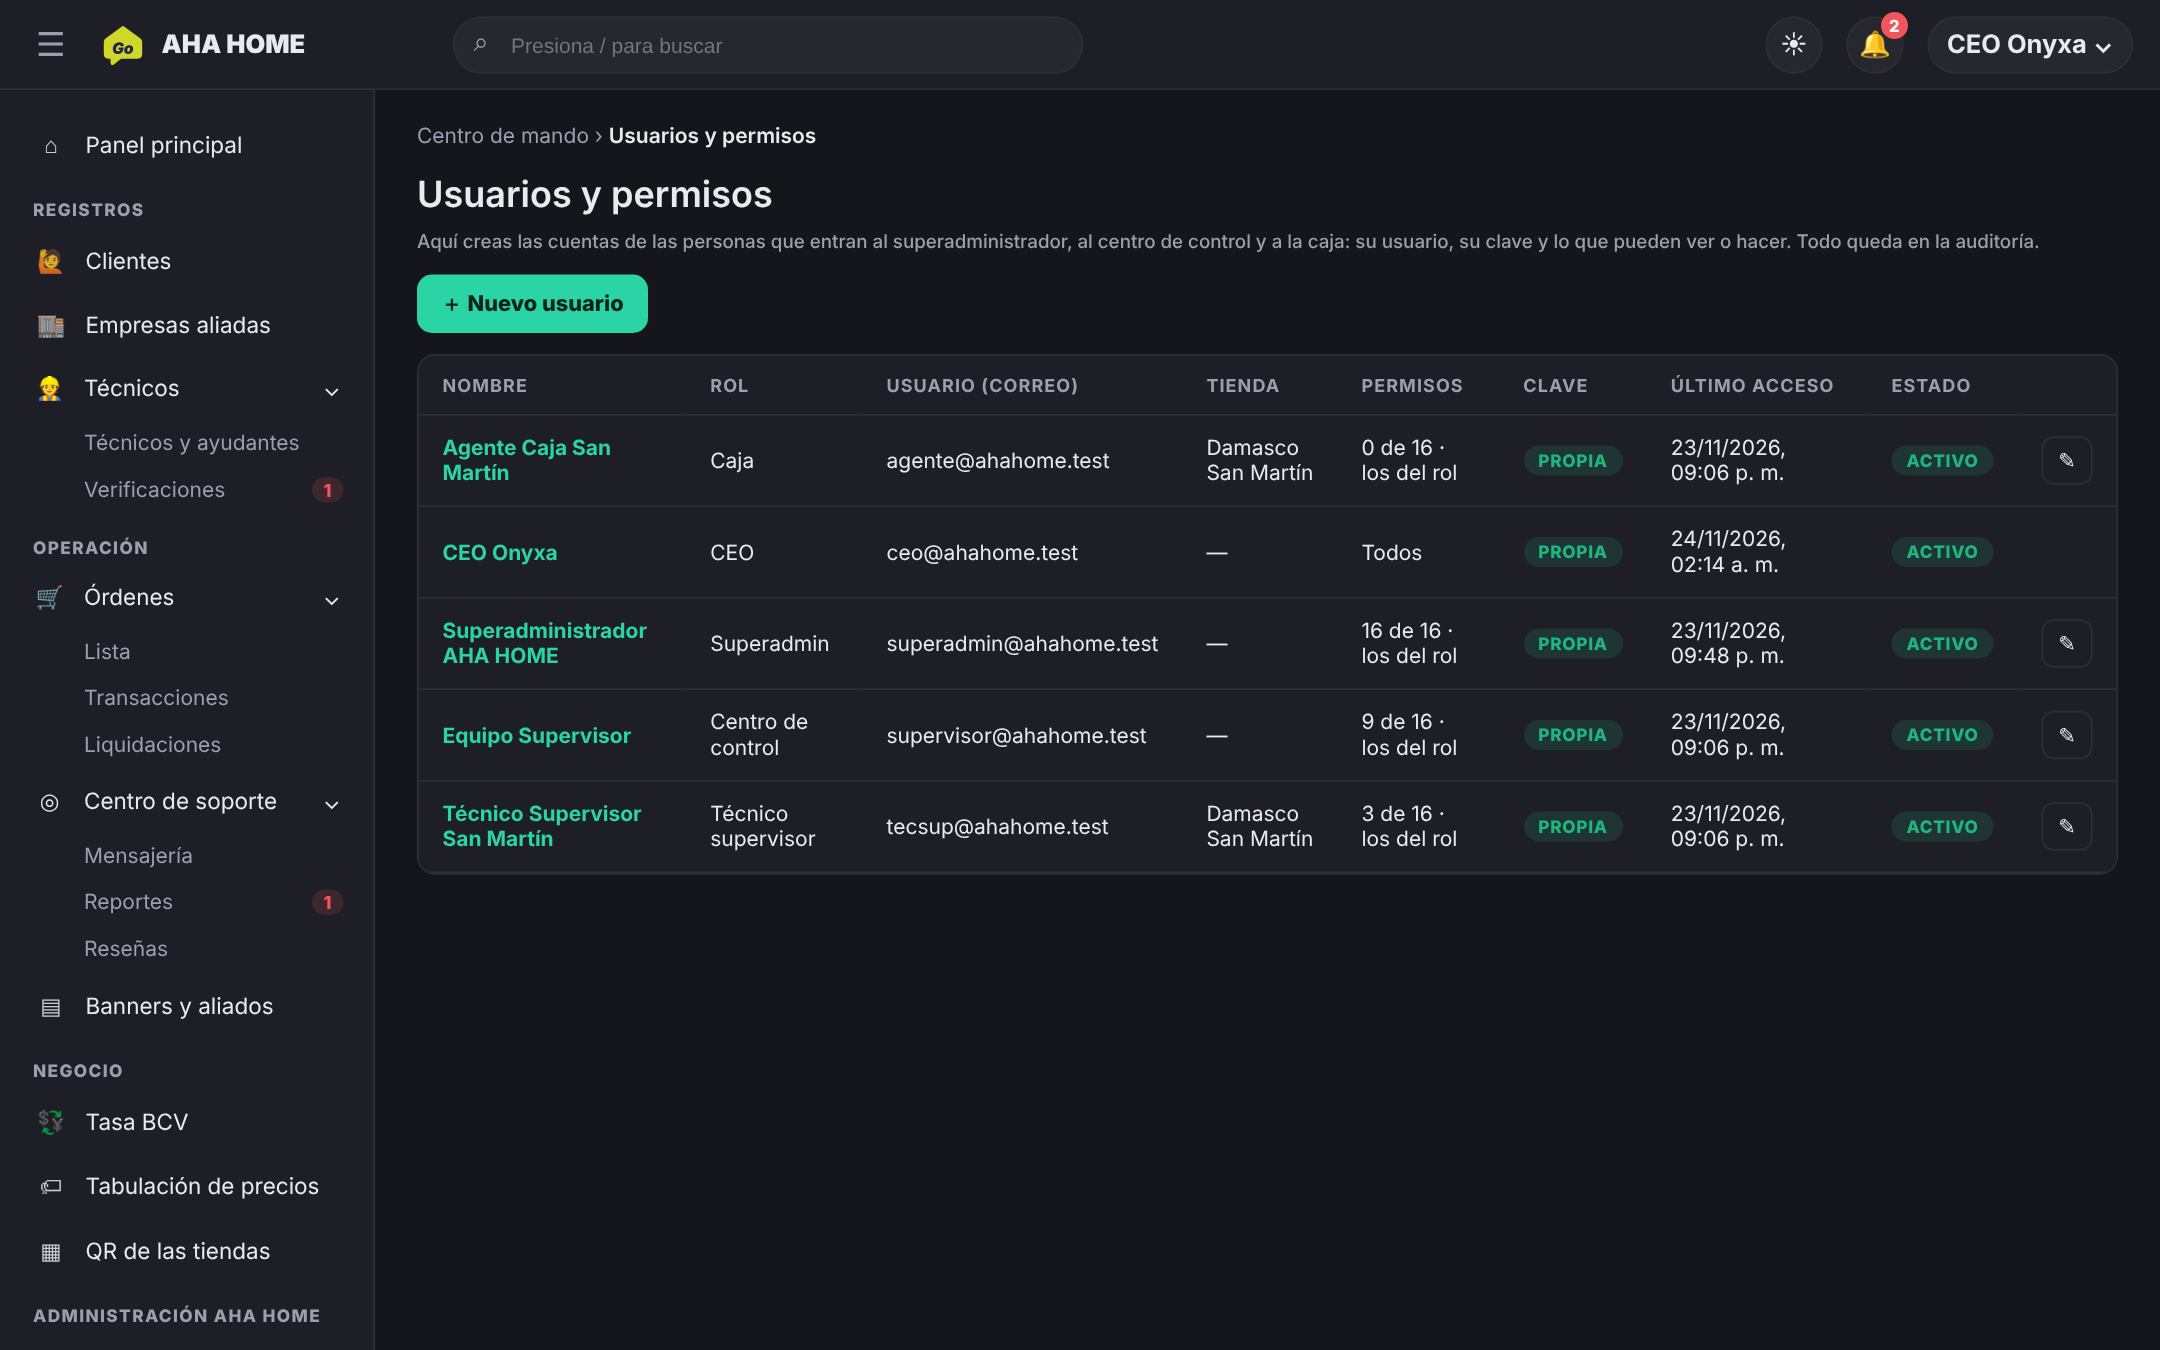 Go AHA HOME
Presiona / para buscar
2
CEO Onyxa
Panel principal
REGISTROS
Clientes
Empresas aliadas
Técnicos
Técnicos y ayudantes
Verificaciones 1
OPERACIÓN
Órdenes
Lista
Transacciones
Liquidaciones
Centro de soporte
Mensajería
Reportes 1
Reseñas
Banners y aliados
NEGOCIO
Tasa BCV
Tabulación de precios
QR de las tiendas
ADMINISTRACIÓN AHA HOME
Centro de mando › Usuarios y permisos
Usuarios y permisos
Aquí creas las cuentas de las personas que entran al superadministrador, al centro de control y a la caja: su usuario, su clave y lo que pueden ver o hacer. Todo queda en la auditoría.
+ Nuevo usuario
NOMBRE ROL USUARIO (CORREO) TIENDA PERMISOS CLAVE ÚLTIMO ACCESO ESTADO
Agente Caja San Martín Caja agente@ahahome.test Damasco San Martín 0 de 16 · los del rol PROPIA 23/11/2026, 09:06 p. m. ACTIVO
CEO Onyxa CEO ceo@ahahome.test — Todos PROPIA 24/11/2026, 02:14 a. m. ACTIVO
Superadministrador AHA HOME Superadmin superadmin@ahahome.test — 16 de 16 · los del rol PROPIA 23/11/2026, 09:48 p. m. ACTIVO
Equipo Supervisor Centro de control supervisor@ahahome.test — 9 de 16 · los del rol PROPIA 23/11/2026, 09:06 p. m. ACTIVO
Técnico Supervisor San Martín Técnico supervisor tecsup@ahahome.test Damasco San Martín 3 de 16 · los del rol PROPIA 23/11/2026, 09:06 p. m. ACTIVO